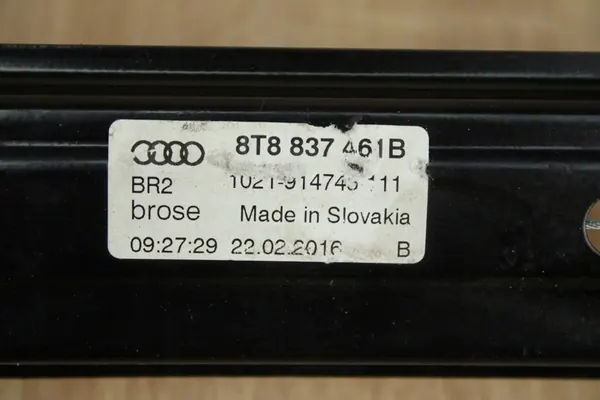 8T8 837 461B
BR2
brose Made in Slovakia
09:27:29 22.02.2016 B